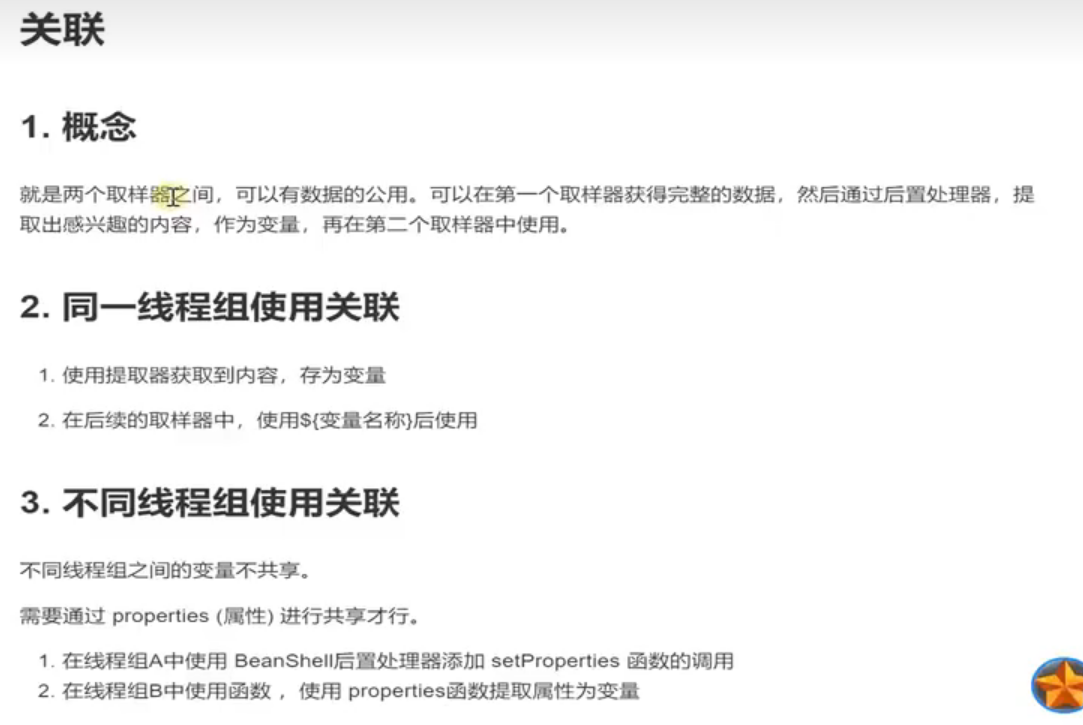 关联
1. 概念
就是两个取样器之间，可以有数据的公用。可以在第一个取样器获得完整的数据，然后通过后置处理器，提
取出感兴趣的内容，作为变量，再在第二个取样器中使用。
2. 同一线程组使用关联
1. 使用提取器获取到内容，存为变量
2. 在后续的取样器中，使用${变量名称}后使用
3. 不同线程组使用关联
不同线程组之间的变量不共享。
需要通过 properties (属性) 进行共享才行。
1. 在线程组A中使用 BeanShell后置处理器添加 setProperties 函数的调用
2. 在线程组B中使用函数 ，使用 properties函数提取属性为变量